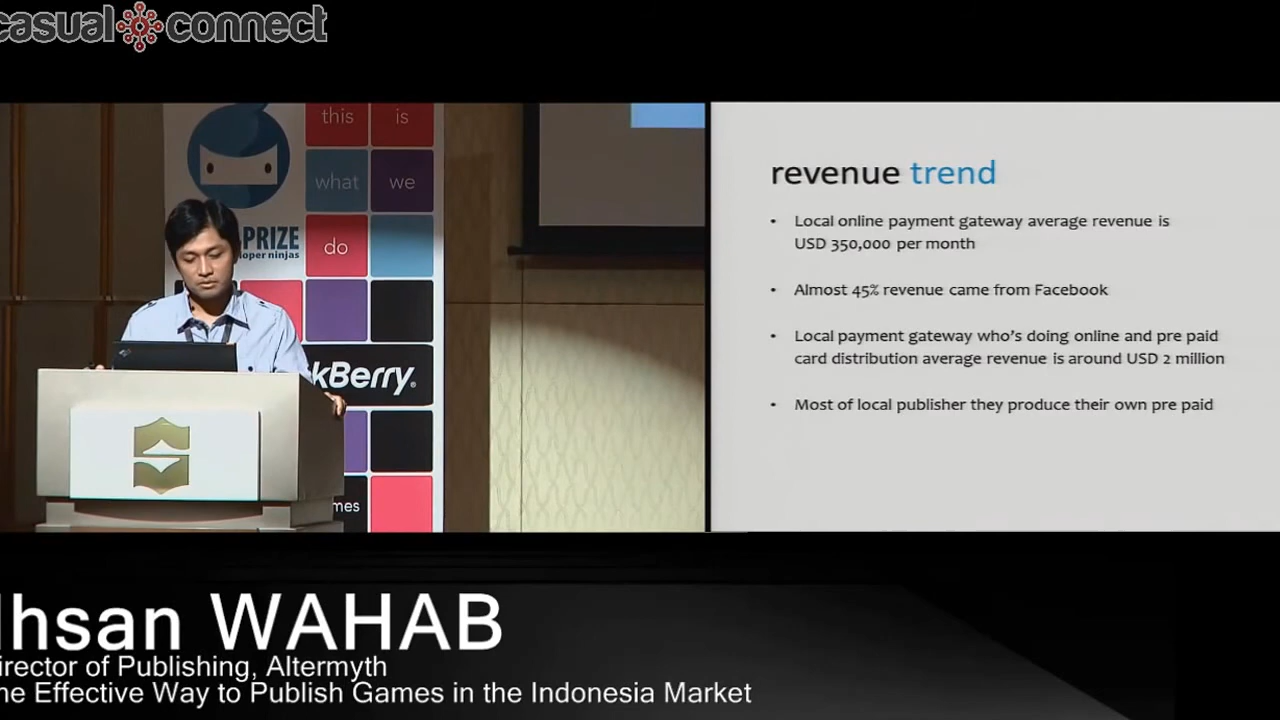 casual connect
this
is
what
we
PRIZE
loper ninjas
do
kBerry.
mes
revenue trend
• Local online payment gateway average revenue is
USD 350,000 per month
• Almost 45% revenue came from Facebook
• Local payment gateway who's doing online and pre paid
card distribution average revenue is around USD 2 million
• Most of local publisher they produce their own pre paid
Ihsan WAHAB
irector of Publishing, Altermyth
he Effective Way to Publish Games in the Indonesia Market